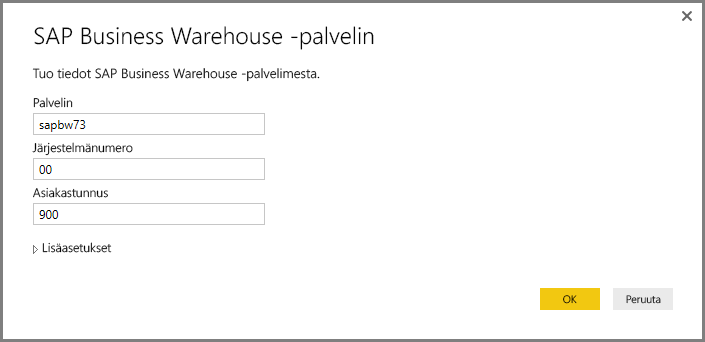 SAP Business Warehouse -palvelin
Tuo tiedot SAP Business Warehouse -palvelimesta.
Palvelin
sapbw73
Järjestelmänumero
00
Asiakastunnus
900
Lisäasetukset
OK
Peruuta